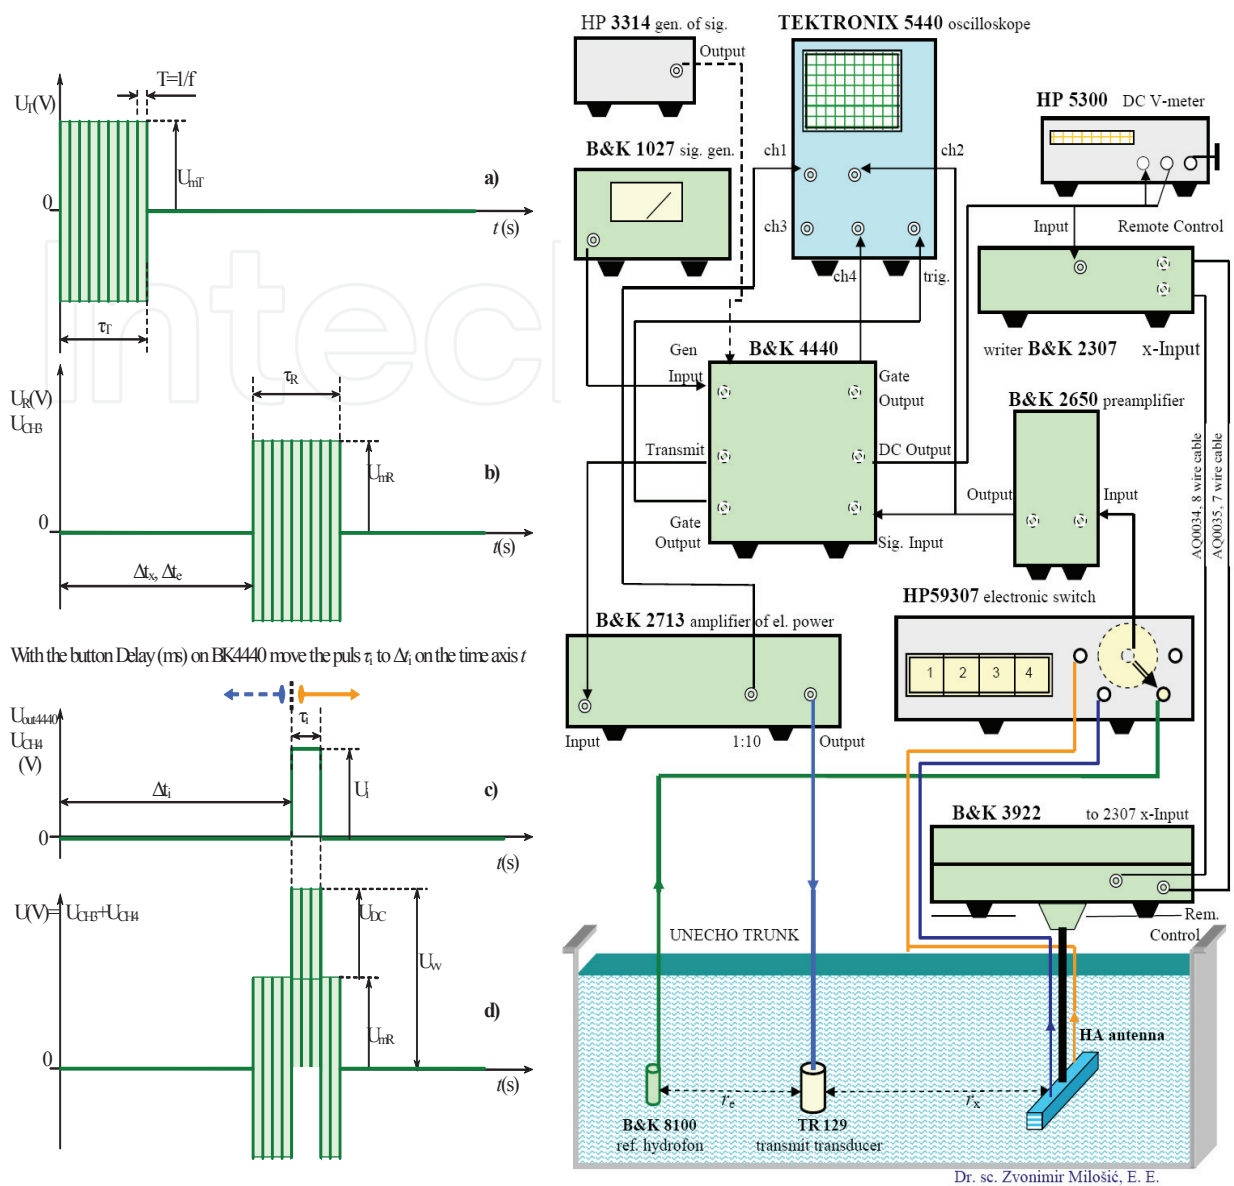 T=1/f
U_T(V)
U_mT
a)
0
t (s)
τ_T
U_R(V)
U_CH3
τ_R
U_mR
b)
0
t(s)
Δt_x, Δt_e
With the button Delay (ms) on BK4440 move the puls τ_i to Δt_i on the time axis t
U_out4440
U_CH4
(V)
τ_i
Δt_i
U_i
c)
0
t(s)
U(V)= U_CH3+U_CH4
U_DC
U_W
U_mR
d)
0
t(s)
HP 3314 gen. of sig.
Output
TEKTRONIX 5440 oscilloskope
ch1
ch2
ch3
ch4
trig.
HP 5300 DC V-meter
B&K 1027 sig. gen.
Input
Remote Control
writer B&K 2307
x-Input
Gen
Input
B&K 4440
Gate
Output
Transmit
DC Output
Gate
Output
Sig. Input
B&K 2650 preamplifier
Output
Input
AQ0034, 8 wire cable
AQ0035, 7 wire cable
HP59307 electronic switch
1 2 3 4
B&K 2713 amplifier of el. power
Input
1:10
Output
B&K 3922
to 2307 x-Input
Rem.
Control
UNECHO TRUNK
HA antenna
r_e
r_x
B&K 8100
ref. hydrofon
TR 129
transmit transducer
Dr. sc. Zvonimir Milošić, E. E.
Intech